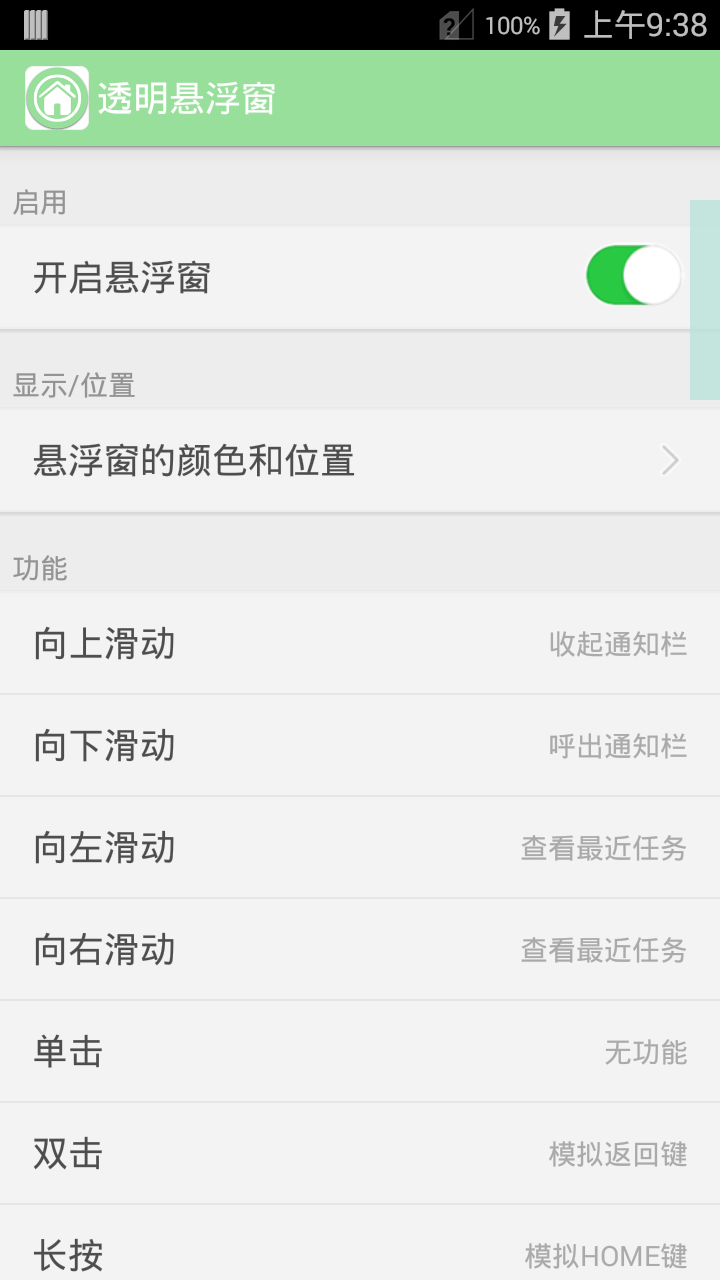 100% 上午9:38
透明悬浮窗
启用
开启悬浮窗
显示/位置
悬浮窗的颜色和位置
功能
向上滑动 收起通知栏
向下滑动 呼出通知栏
向左滑动 查看最近任务
向右滑动 查看最近任务
单击 无功能
双击 模拟返回键
长按 模拟HOME键